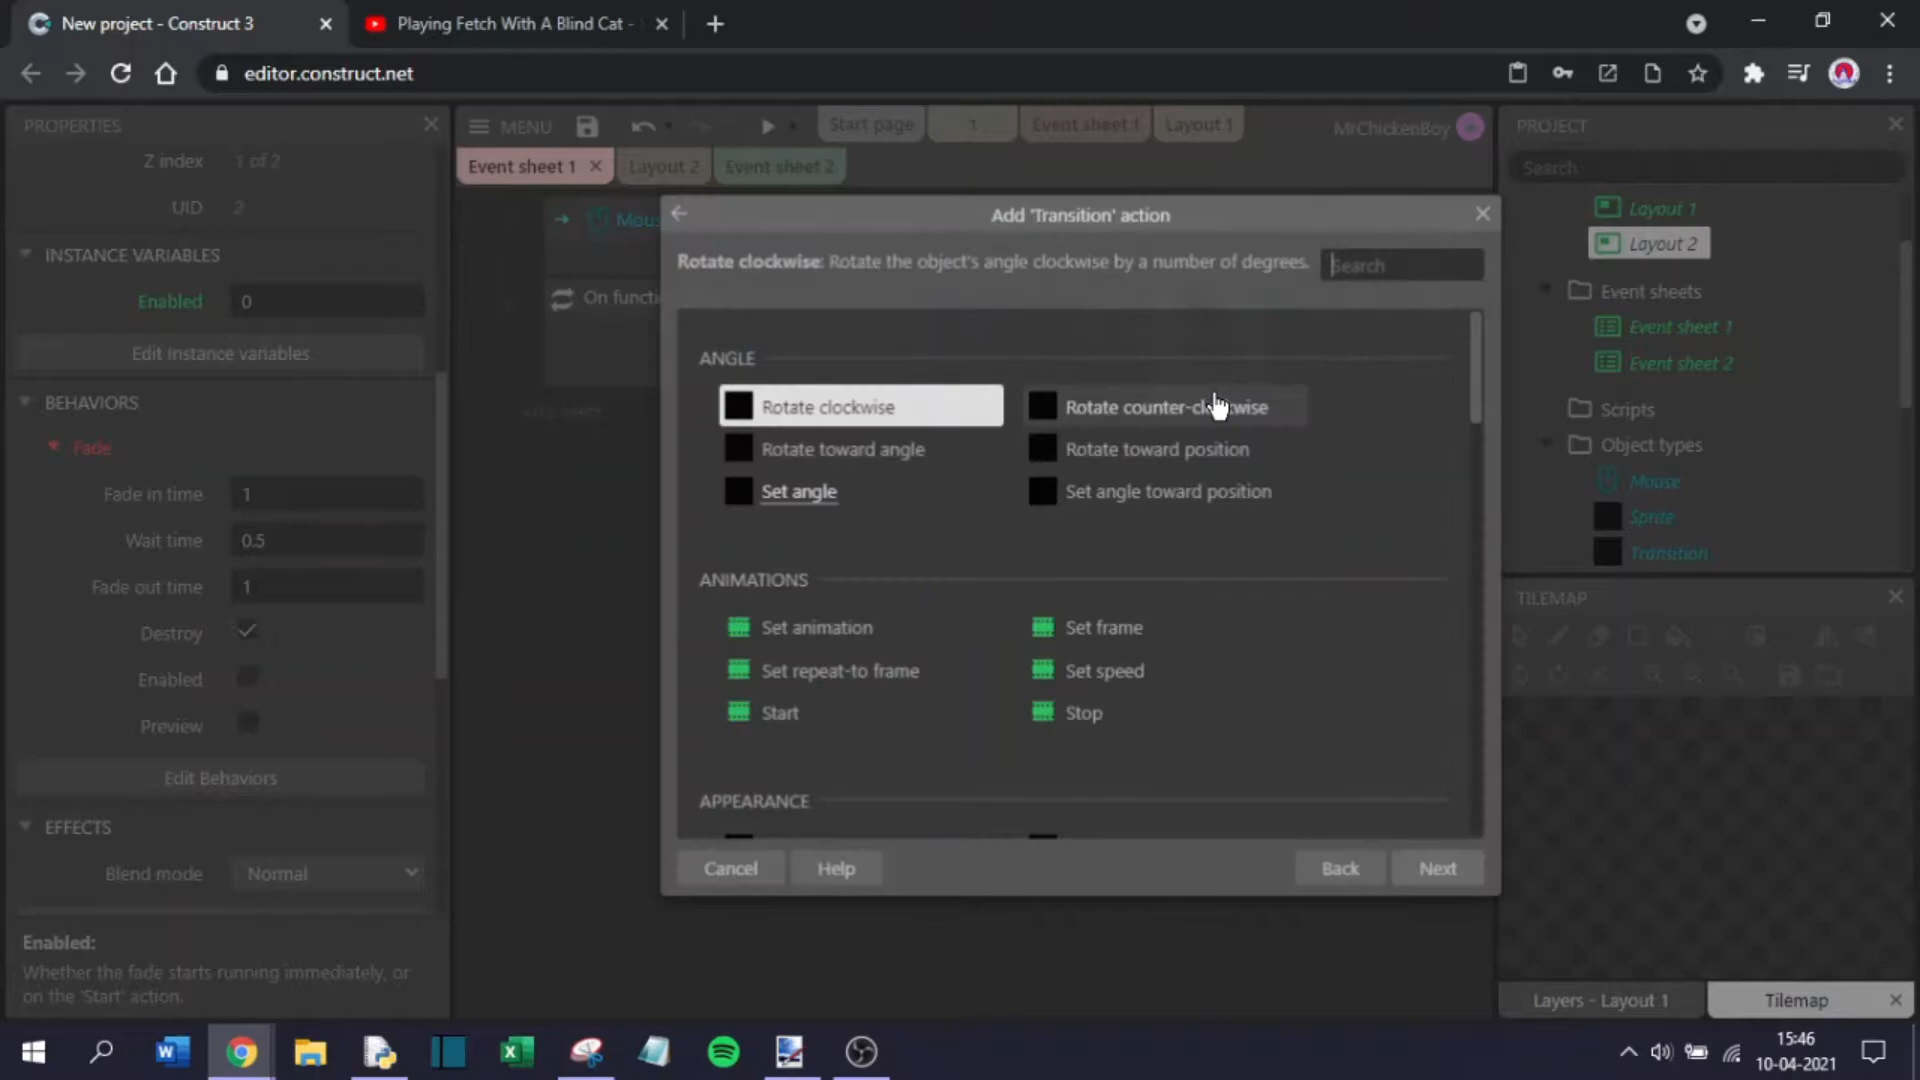 New project - Construct 3
Playing Fetch With A Blind Cat -
editor.construct.net
PROPERTIES
Z index 1 of 2
UID 2
INSTANCE VARIABLES
Enabled 0
Edit Instance variables
BEHAVIORS
Fade
Fade in time 1
Wait time 0.5
Fade out time 1
Destroy
Enabled
Preview
Edit Behaviors
EFFECTS
Blend mode Normal
Enabled:
Whether the fade starts running immediately, or
on the 'Start' action.
MENU
Start page
1
Event sheet 1
Layout 1
MrChickenBoy
Event sheet 1
Layout 2
Event sheet 2
Mous
On functi
Add 'Transition' action
Rotate clockwise: Rotate the object's angle clockwise by a number of degrees.
Search
ANGLE
Rotate clockwise
Rotate counter-clockwise
Rotate toward angle
Rotate toward position
Set angle
Set angle toward position
ANIMATIONS
Set animation
Set frame
Set repeat-to frame
Set speed
Start
Stop
APPEARANCE
Cancel
Help
Back
Next
PROJECT
Search
Layout 1
Layout 2
Event sheets
Event sheet 1
Event sheet 2
Scripts
Object types
Mouse
Sprite
Transition
TILEMAP
Layers - Layout 1
Tilemap
15:46
10-04-2021